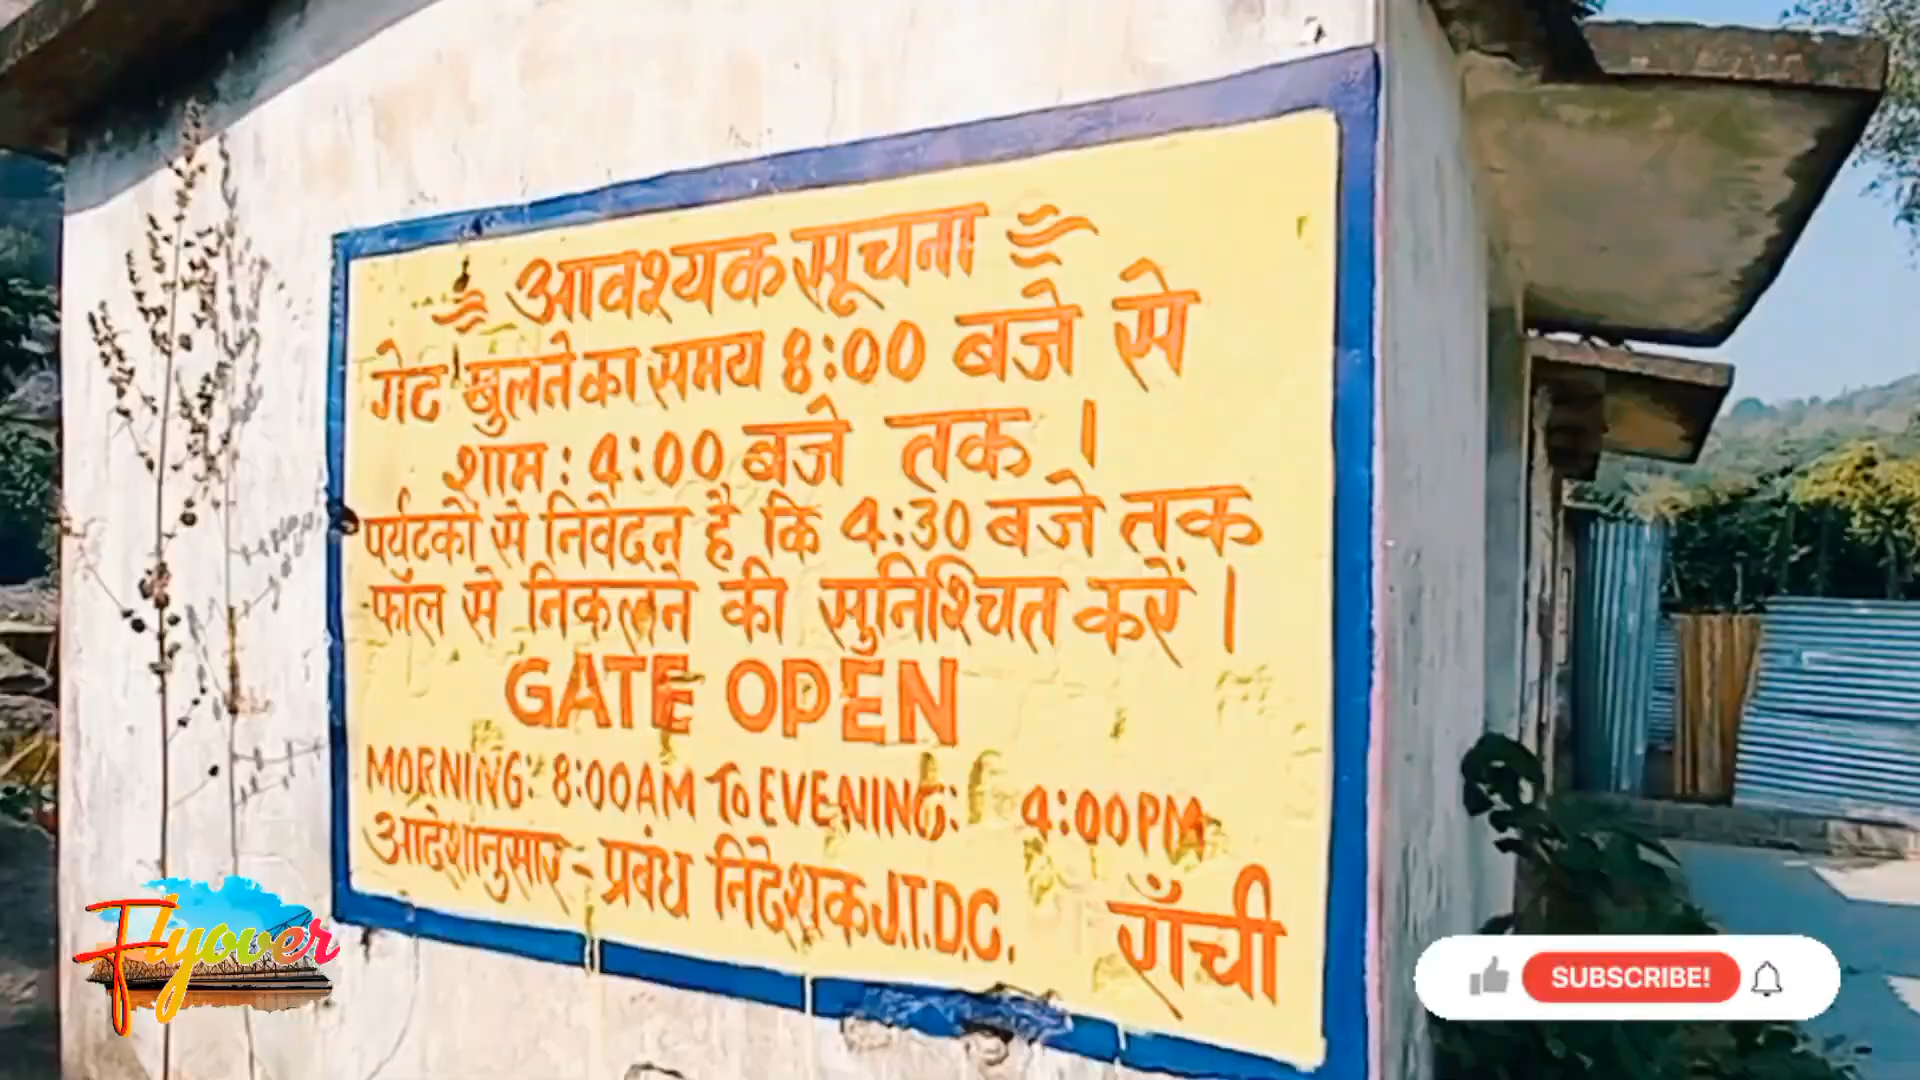 आवश्यक सूचना
गेट खुलने का समय 8:00 बजे से
शाम : 4:00 बजे तक ।
पर्यटकों से निवेदन है कि 4:30 बजे तक
फॉल से निकलने की सुनिश्चित करें ।
GATE OPEN
MORNING: 8:00AM To EVENING: 4:00PM
आदेशानुसार - प्रबंध निदेशक J.T.D.C. राँची
Flyover
SUBSCRIBE!